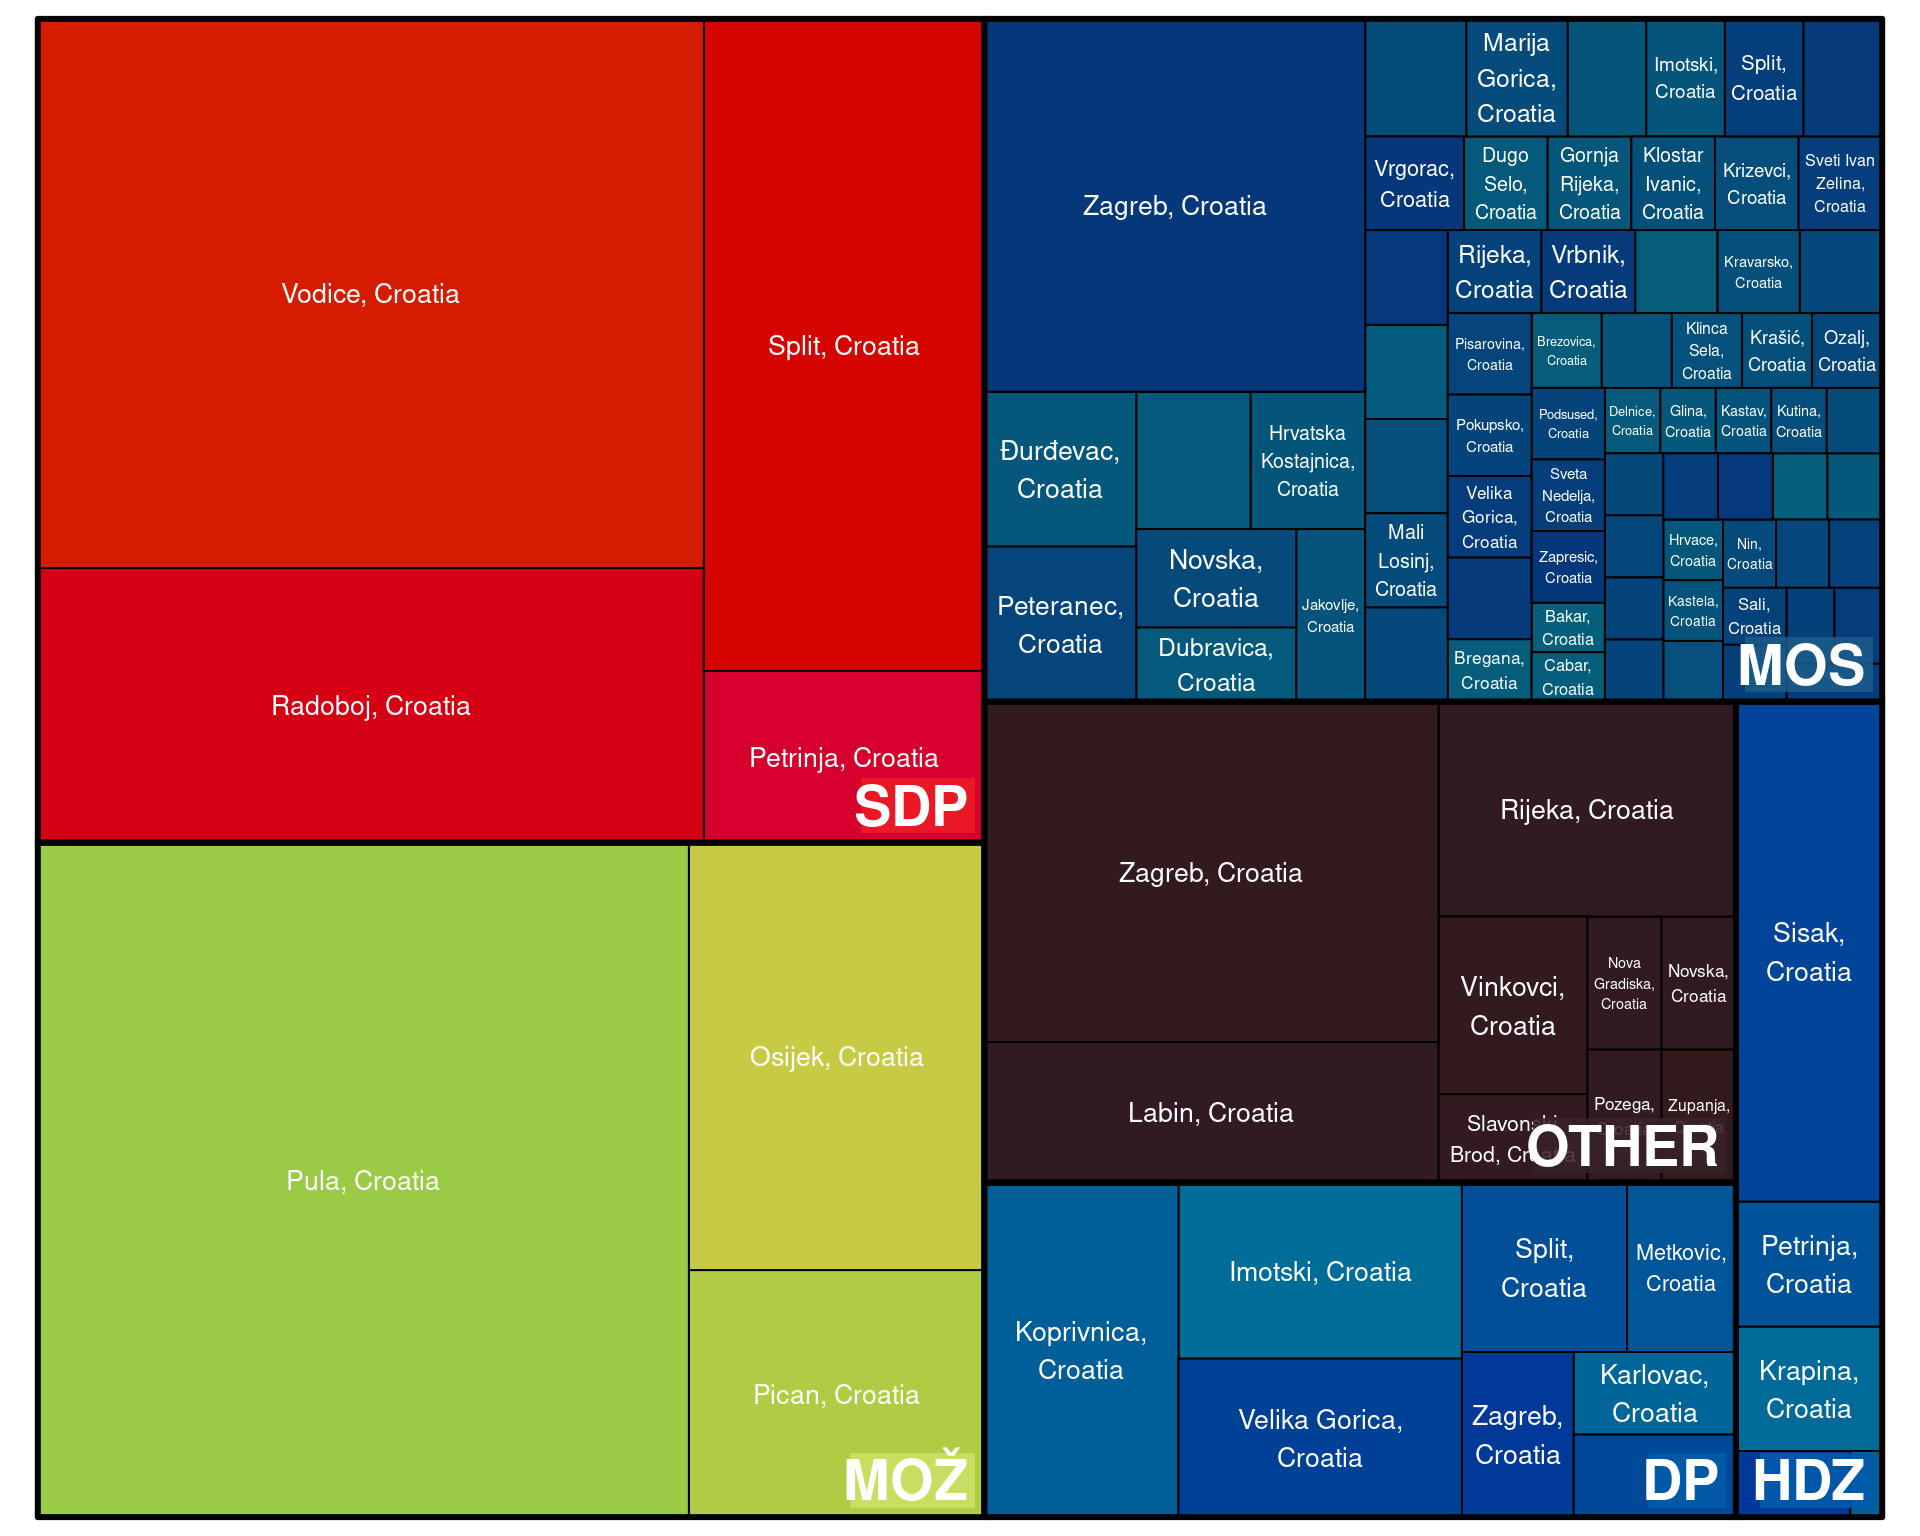 Vodice, Croatia
Split, Croatia
Radoboj, Croatia
Petrinja, Croatia
SDP
Pula, Croatia
Osijek, Croatia
Pican, Croatia
MOŽ
Zagreb, Croatia
Marija
Gorica,
Croatia
Imotski,
Croatia
Split,
Croatia
Vrgorac,
Croatia
Dugo
Selo,
Croatia
Gornja
Rijeka,
Croatia
Klostar
Ivanic,
Croatia
Krizevci,
Croatia
Sveti Ivan
Zelina,
Croatia
Rijeka,
Croatia
Vrbnik,
Croatia
Kravarsko,
Croatia
Pisarovina,
Croatia
Brezovica,
Croatia
Klinca
Sela,
Croatia
Krašić,
Croatia
Ozalj,
Croatia
Đurđevac,
Croatia
Hrvatska
Kostajnica,
Croatia
Pokupsko,
Croatia
Podsused,
Croatia
Delnice,
Croatia
Glina,
Croatia
Kastav,
Croatia
Kutina,
Croatia
Peteranec,
Croatia
Novska,
Croatia
Dubravica,
Croatia
Jakovlje,
Croatia
Mali
Losinj,
Croatia
Velika
Gorica,
Croatia
Sveta
Nedelja,
Croatia
Zapresic,
Croatia
Hrvace,
Croatia
Nin,
Croatia
Bregana,
Croatia
Bakar,
Croatia
Cabar,
Croatia
Kastela,
Croatia
Sali,
Croatia
MOS
Zagreb, Croatia
Rijeka, Croatia
Labin, Croatia
Vinkovci,
Croatia
Nova
Gradiska,
Croatia
Novska,
Croatia
Slavonski
Brod, Croatia
Pozega,
Croatia
Zupanja,
Croatia
OTHER
Koprivnica,
Croatia
Imotski, Croatia
Velika Gorica,
Croatia
Split,
Croatia
Metkovic,
Croatia
Zagreb,
Croatia
Karlovac,
Croatia
DP
Sisak,
Croatia
Petrinja,
Croatia
Krapina,
Croatia
HDZ